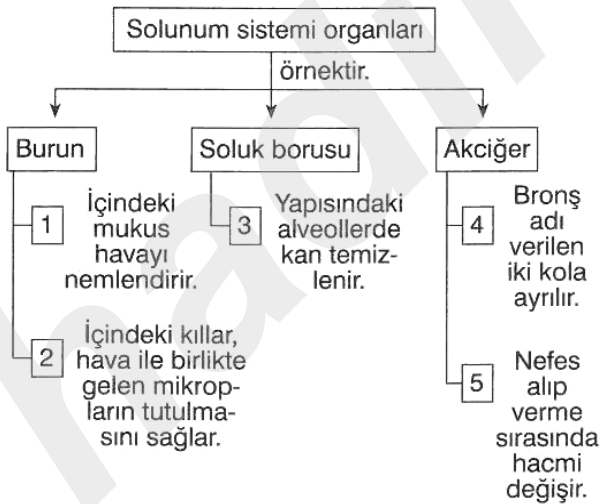 Solunum sistemi organları
örnektir.
Burun
Soluk borusu
Akciğer
1
İçindeki
mukus
havayı
nemlendirir.
2
İçindeki kıllar,
hava ile birlikte
gelen mikrop-
ların tutulma-
sını sağlar.
3
Yapısındaki
alveollerde
kan temiz-
lenir.
4
Bronş
adı
verilen
iki kola
ayrılır.
5
Nefes
alıp
verme
sırasında
hacmi
değişir.